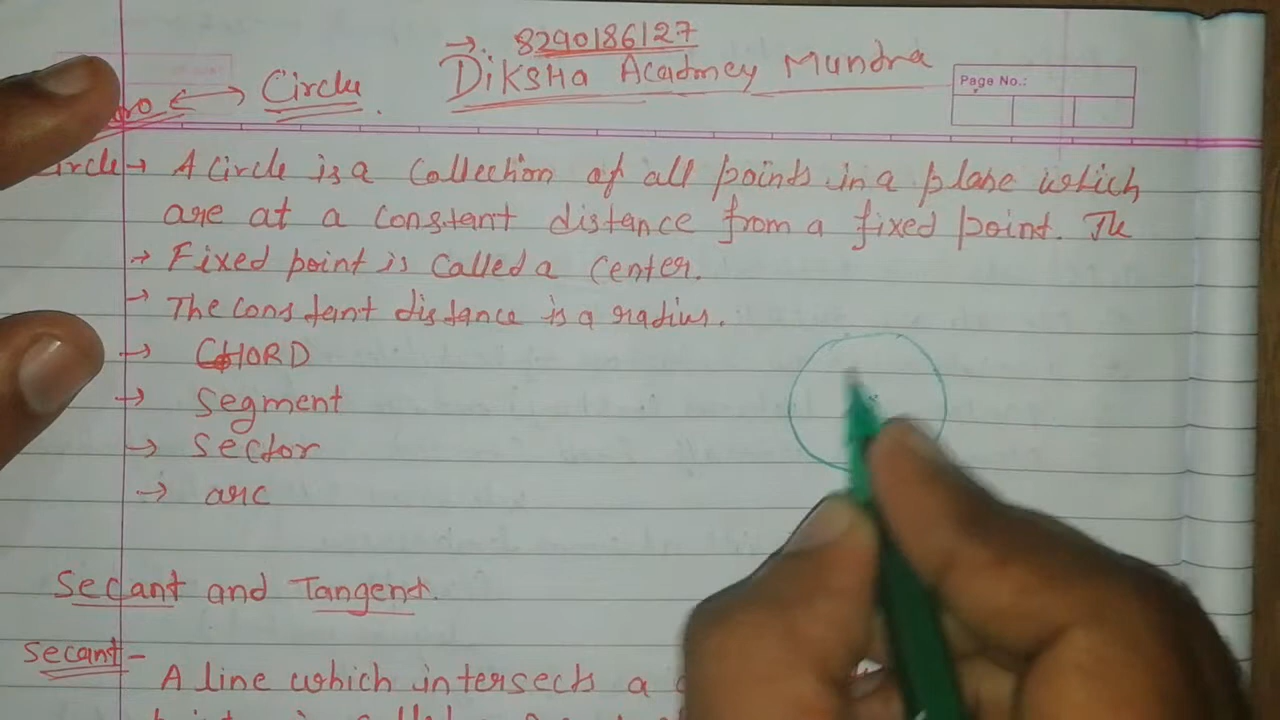 8290186127
Circle. Diksha Acadmey Mundra
Page No.:
A Circle is a Collection of all points in a plane which
are at a constant distance from a fixed point. The
Fixed point is called a center.
The constant distance is a radius.
CHORD
Segment
Sector
arc
Secant and Tangent.
Secant -
A line which intersects a